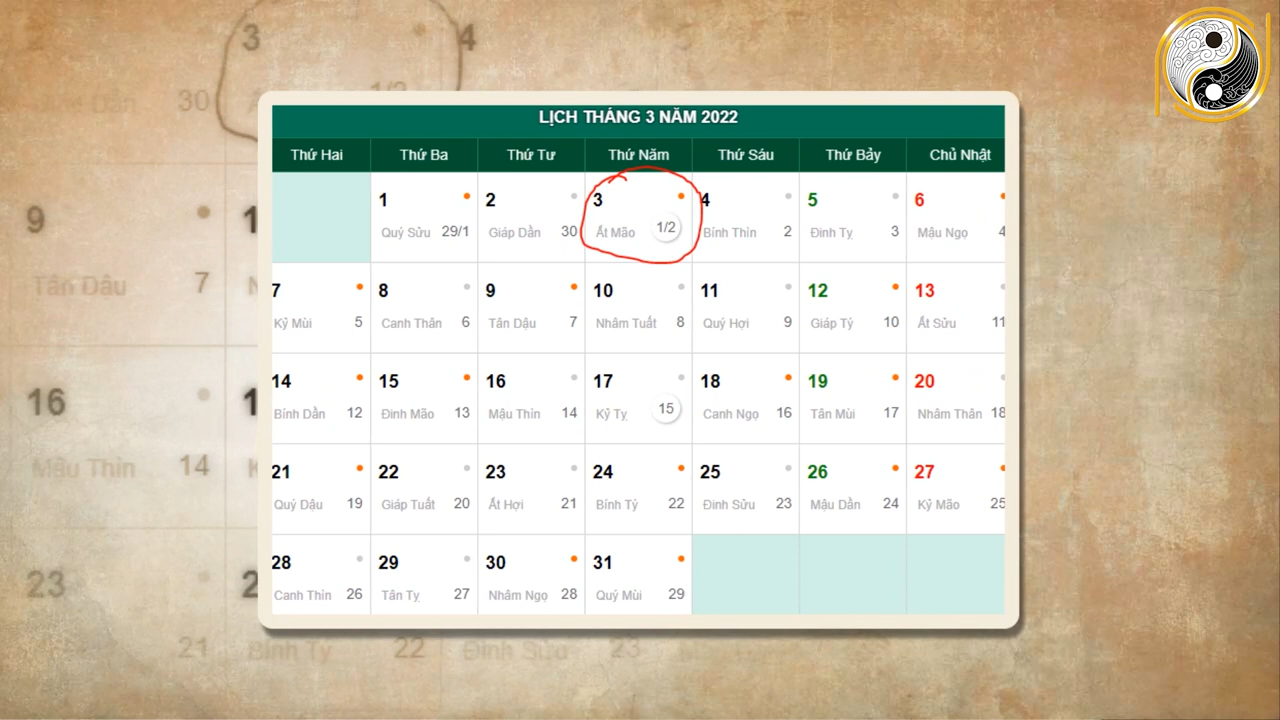 LỊCH THÁNG 3 NĂM 2022
Thứ Hai Thứ Ba Thứ Tư Thứ Năm Thứ Sáu Thứ Bảy Chủ Nhật
1 2 3 4 5 6
Quý Sửu 29/1 Giáp Dần 30 Ất Mão 1/2 Bính Thìn 2 Đinh Tỵ 3 Mậu Ngọ 4
7 8 9 10 11 12 13
Kỷ Mùi 5 Canh Thân 6 Tân Dậu 7 Nhâm Tuất 8 Quý Hợi 9 Giáp Tý 10 Ất Sửu 11
14 15 16 17 18 19 20
Bính Dần 12 Đinh Mão 13 Mậu Thìn 14 Kỷ Tỵ 15 Canh Ngọ 16 Tân Mùi 17 Nhâm Thân 18
21 22 23 24 25 26 27
Quý Dậu 19 Giáp Tuất 20 Ất Hợi 21 Bính Tý 22 Đinh Sửu 23 Mậu Dần 24 Kỷ Mão 25
28 29 30 31
Canh Thìn 26 Tân Tỵ 27 Nhâm Ngọ 28 Quý Mùi 29